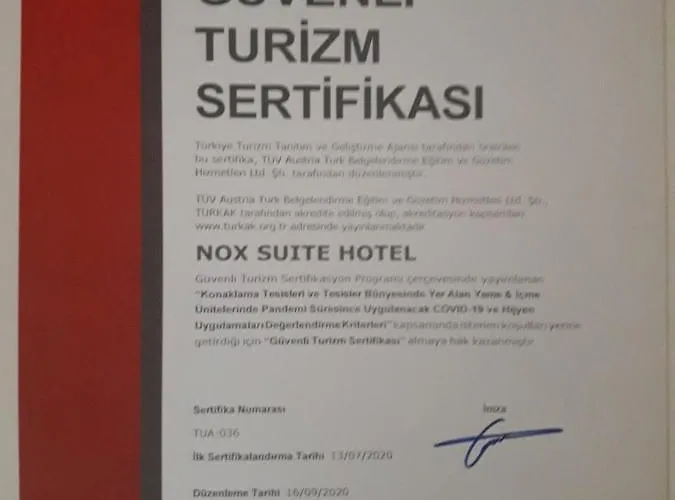 GÜVENLİ
TURİZM
SERTİFİKASI
Türkiye Turizm Tanıtım ve Geliştirme Ajansı tarafından
bu sertifika, TÜV Austria Turk Belgelendirme Eğitim ve Gözetim
Hizmetleri Ltd. Şti. tarafından düzenlenmiştir.
TÜV Austria Turk Belgelendirme Eğitim ve Gözetim Hizmetleri Ltd. Şti.,
TÜRKAK tarafından akredite edilmiş olup, akreditasyon kapsamları
www.turkak.org.tr adresinde yayınlanmaktadır.
NOX SUITE HOTEL
Güvenli Turizm Sertifikasyon Programı çerçevesinde yayınlanan
"Konaklama Tesisleri ve Tesisler Bünyesinde Yer Alan Yeme & İçme
Ünitelerinde Pandemi Süresince Uygulanacak COVID-19 ve Hijyen
Uygulamaları Değerlendirme Kriterleri" kapsamında istenen koşulları yerine
getirdiği için "Güvenli Turizm Sertifikası" almaya hak kazanmıştır.
Sertifika Numarası İmza
TUA-036
İlk Sertifikalandırma Tarihi 13/07/2020
Düzenleme Tarihi 16/09/2020